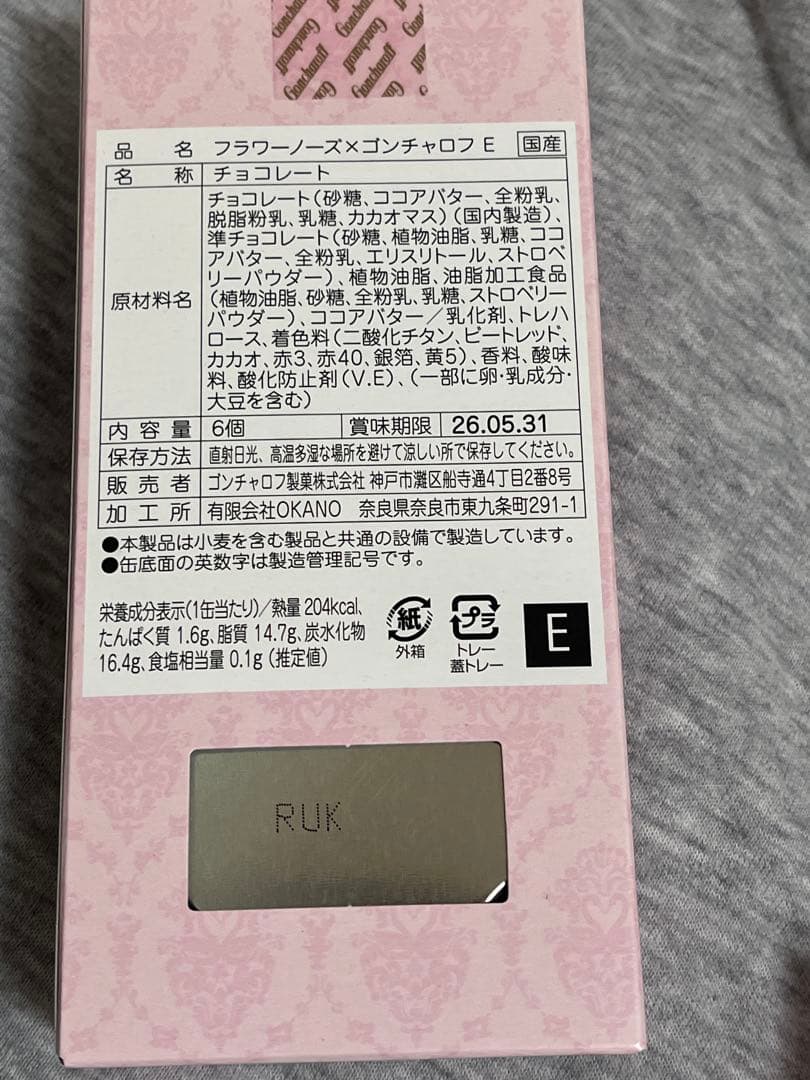 Goncharoff Goncharoff Goncharoff Goncharoff
品名 フラワーノーズ×ゴンチャロフ E 国産
名称 チョコレート
原材料名 チョコレート(砂糖、ココアバター、全粉乳、
脱脂粉乳、乳糖、カカオマス)(国内製造)、
準チョコレート(砂糖、植物油脂、乳糖、ココ
アバター、全粉乳、エリスリトール、ストロベ
リーパウダー)、植物油脂、油脂加工食品
(植物油脂、砂糖、全粉乳、乳糖、ストロベリー
パウダー)、ココアバター/乳化剤、トレハ
ロース、着色料(二酸化チタン、ビートレッド、
カカオ、赤3、赤40、銀箔、黄5)、香料、酸味
料、酸化防止剤(V.E)、(一部に卵・乳成分・
大豆を含む)
内容量 6個 賞味期限 26.05.31
保存方法 直射日光、高温多湿な場所を避けて涼しい所で保存してください。
販売者 ゴンチャロフ製菓株式会社 神戸市灘区船寺通4丁目2番8号
加工所 有限会社OKANO 奈良県奈良市東九条町291-1
●本製品は小麦を含む製品と共通の設備で製造しています。
●缶底面の英数字は製造管理記号です。
栄養成分表示(1缶当たり)/熱量 204kcal、
たんぱく質 1.6g、脂質 14.7g、炭水化物
16.4g、食塩相当量 0.1g(推定値)
紙
外箱
プラ
トレー
蓋トレー
E
RUK